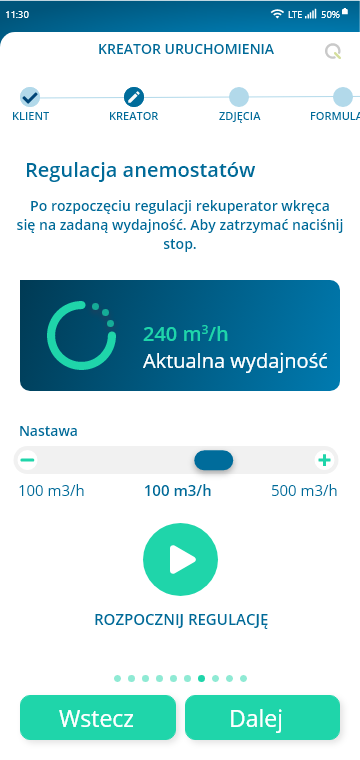 11:30
LTE
50%
KREATOR URUCHOMIENIA
KLIENT
KREATOR
ZDJĘCIA
FORMULA
Regulacja anemostatów
Po rozpoczęciu regulacji rekuperator wkręca
się na zadaną wydajność. Aby zatrzymać naciśnij
stop.
240 m³/h
Aktualna wydajność
Nastawa
100 m3/h
100 m3/h
500 m3/h
ROZPOCZNIJ REGULACJĘ
Wstecz
Dalej